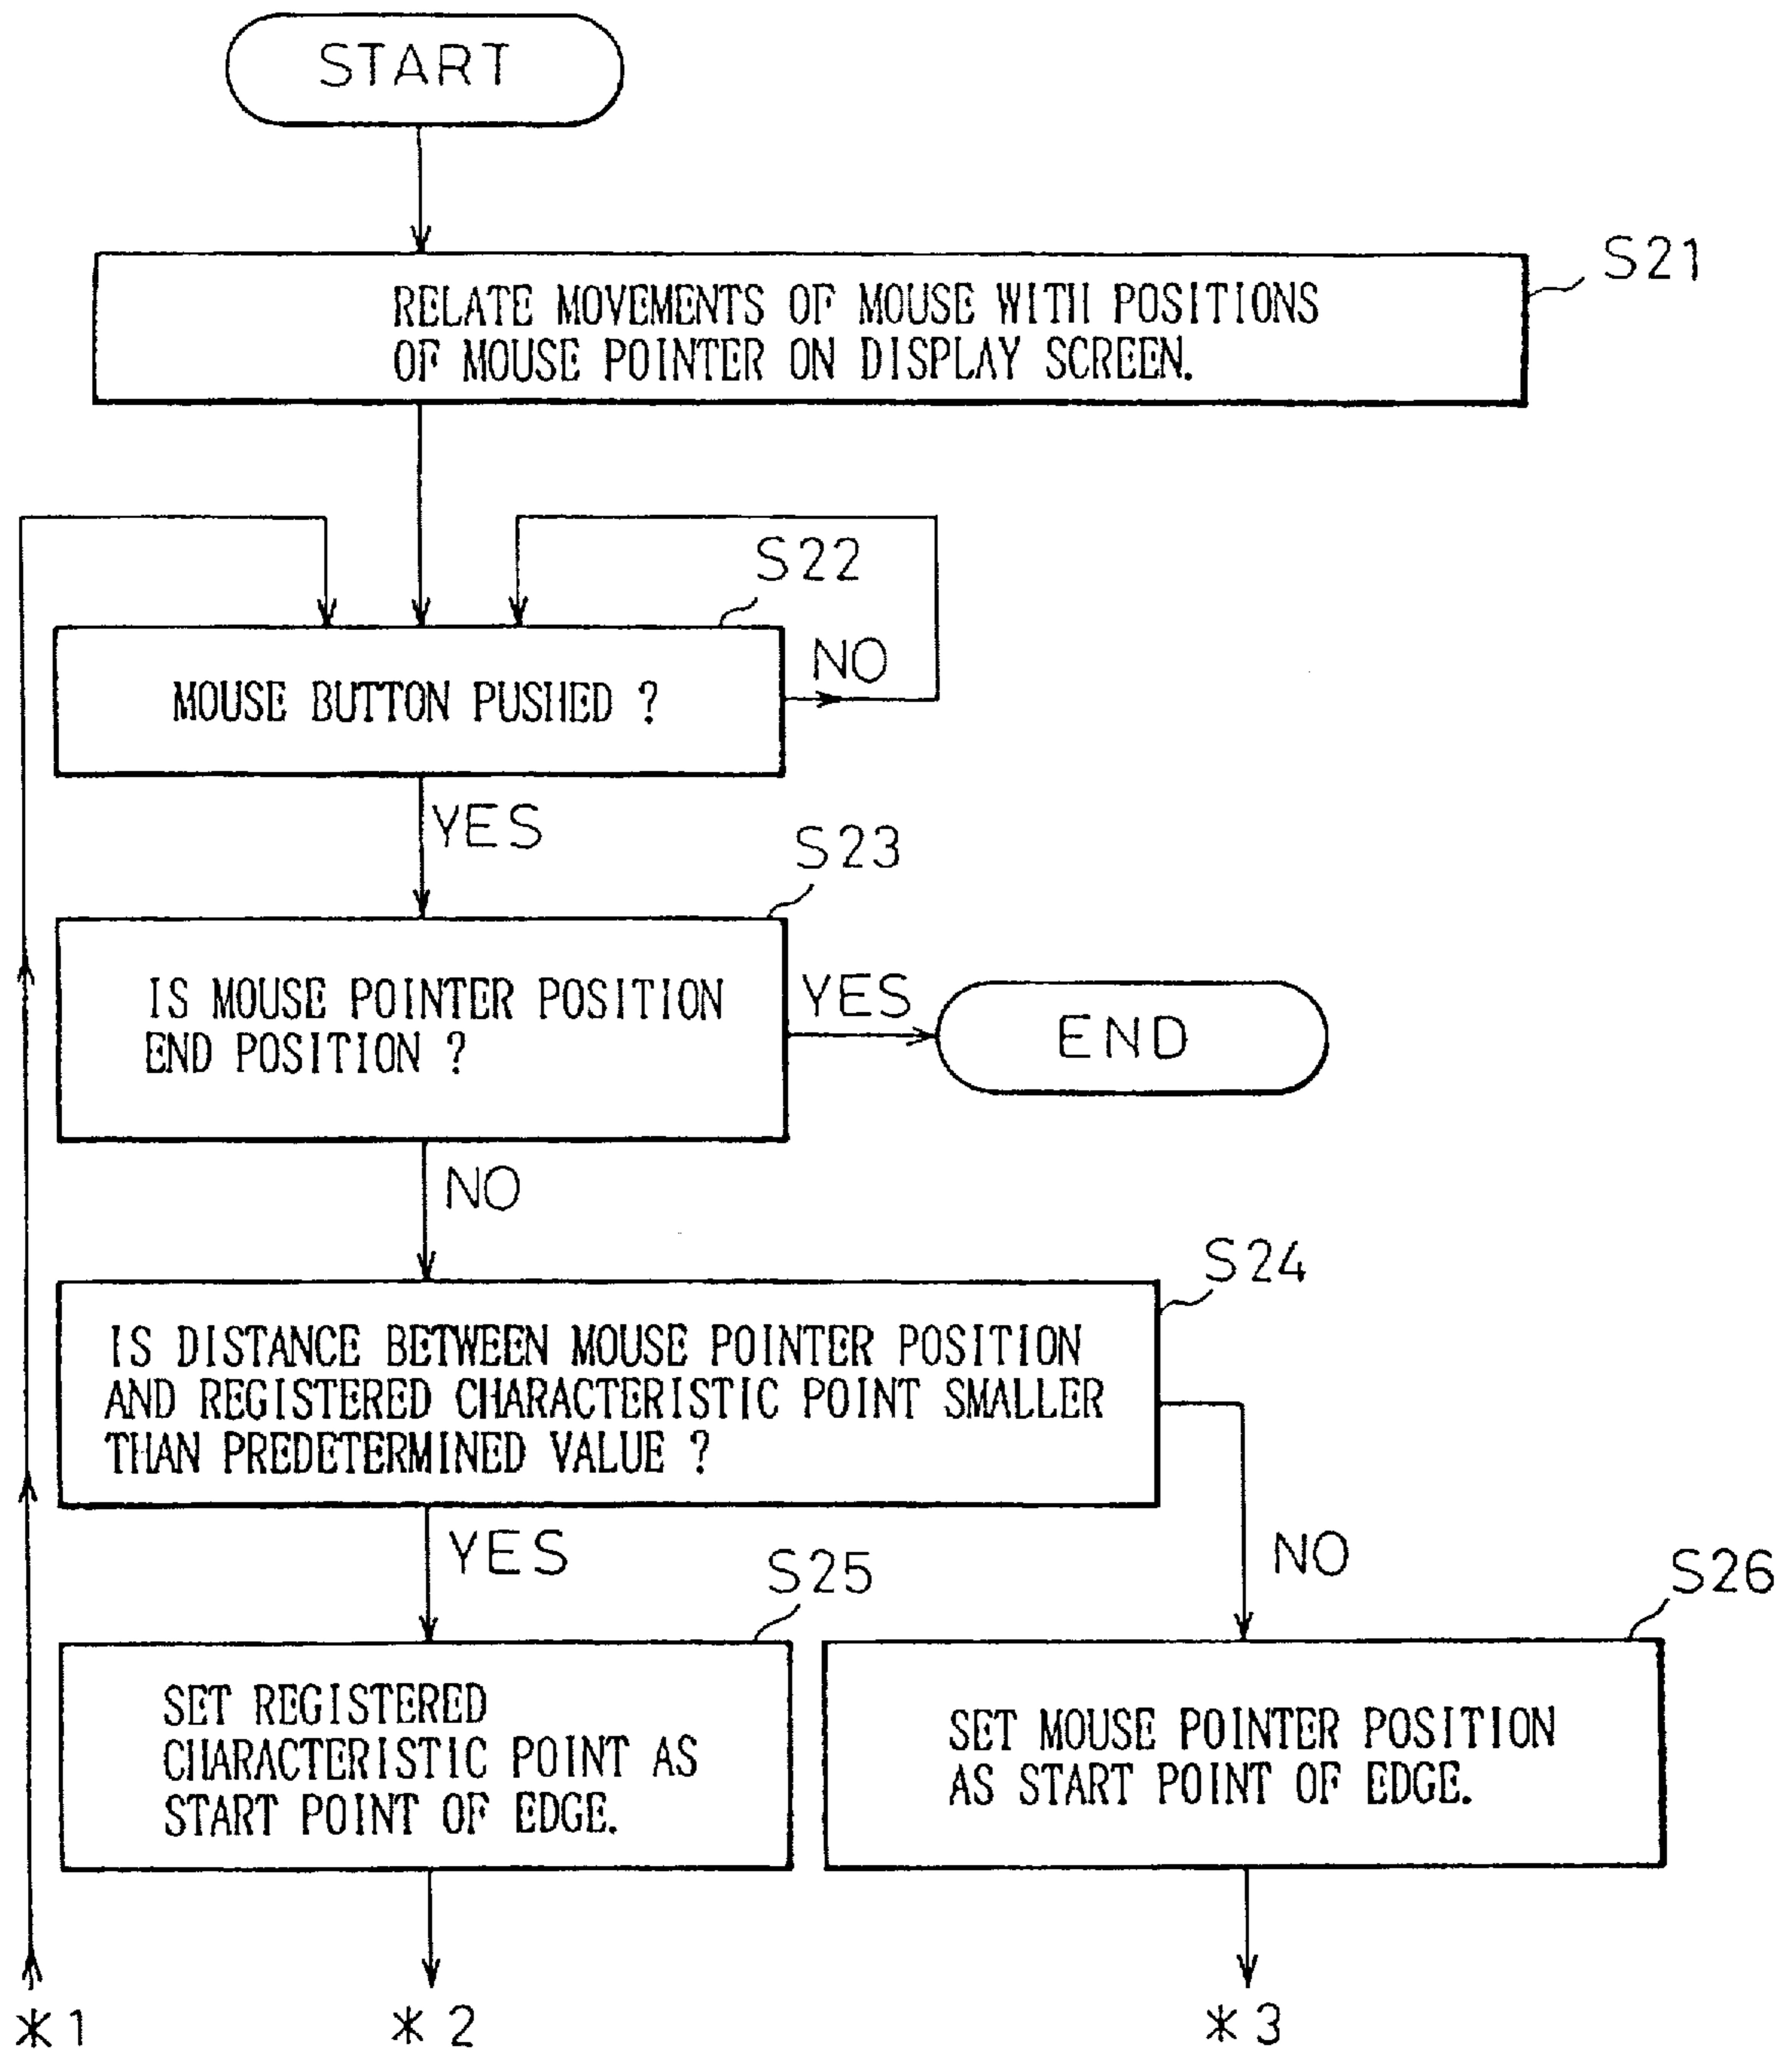 START
S21
RELATE MOVEMENTS OF MOUSE WITH POSITIONS
OF MOUSE POINTER ON DISPLAY SCREEN.
S22
MOUSE BUTTON PUSHED ?
NO
YES
S23
IS MOUSE POINTER POSITION
END POSITION ?
YES
END
NO
S24
IS DISTANCE BETWEEN MOUSE POINTER POSITION
AND REGISTERED CHARACTERISTIC POINT SMALLER
THAN PREDETERMINED VALUE ?
YES
NO
S25
S26
SET REGISTERED
CHARACTERISTIC POINT AS
START POINT OF EDGE.
SET MOUSE POINTER POSITION
AS START POINT OF EDGE.
*1
*2
*3